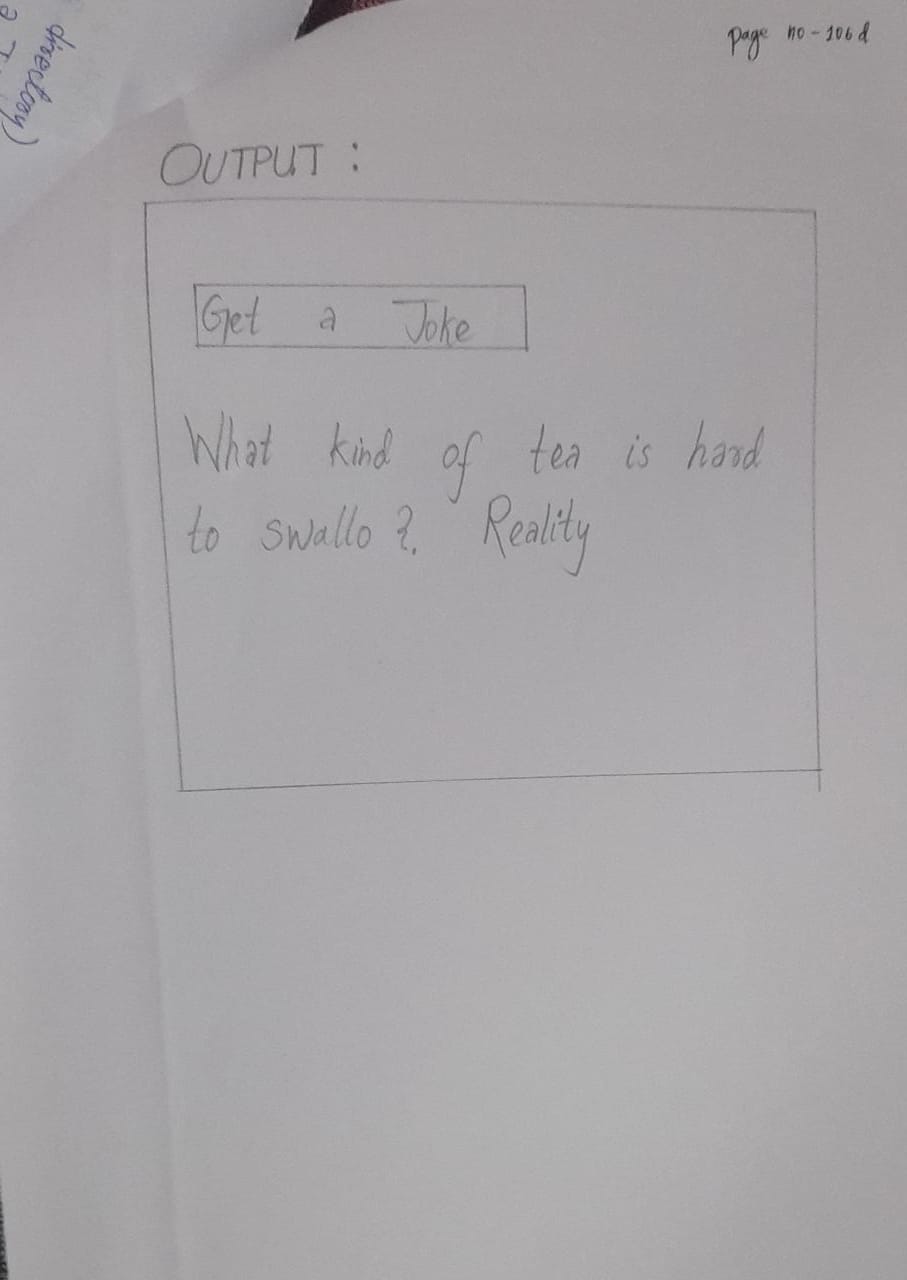 directory)
page no - 106 d
OUTPUT :
Get a Joke
What kind of tea is hard
to swallo ?. Reality